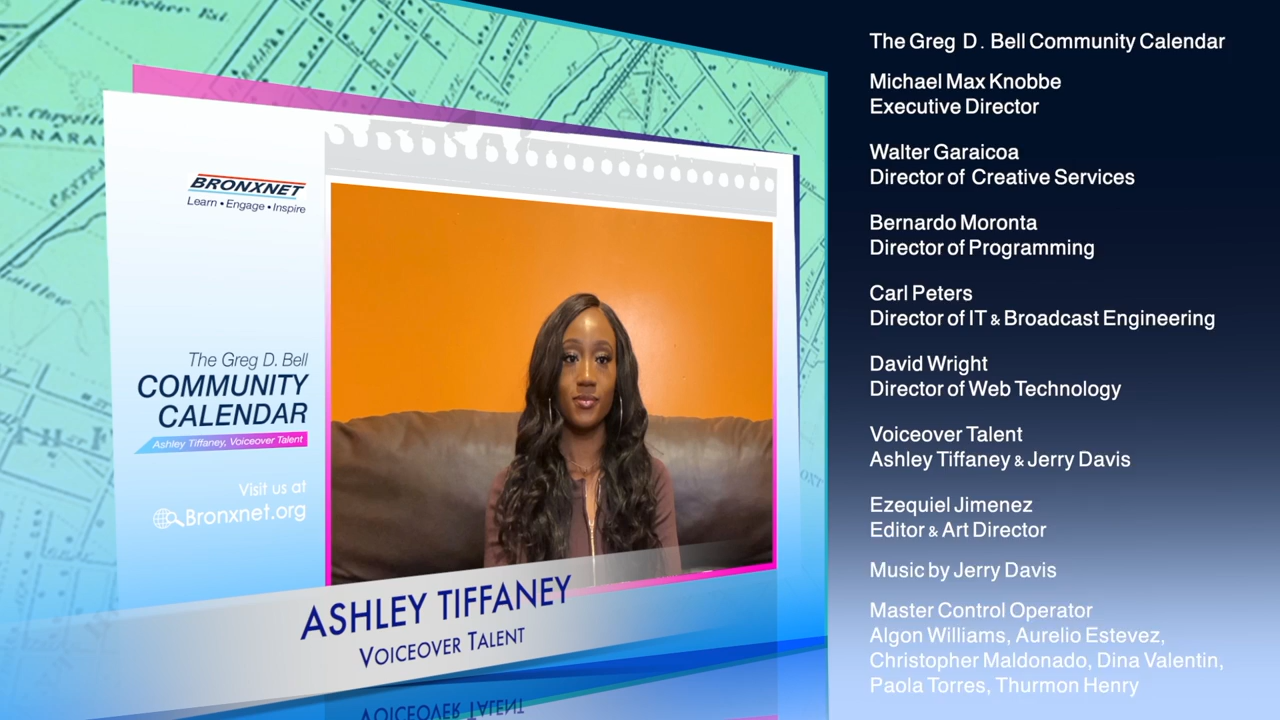 BRONXNET
Learn • Engage • Inspire
The Greg D. Bell
COMMUNITY
CALENDAR
Ashley Tiffaney, Voiceover Talent
Visit us at
Bronxnet.org
ASHLEY TIFFANEY
VOICEOVER TALENT
VOICEOVER TALENT
The Greg D. Bell Community Calendar
Michael Max Knobbe
Executive Director
Walter Garaicoa
Director of Creative Services
Bernardo Moronta
Director of Programming
Carl Peters
Director of IT & Broadcast Engineering
David Wright
Director of Web Technology
Voiceover Talent
Ashley Tiffaney & Jerry Davis
Ezequiel Jimenez
Editor & Art Director
Music by Jerry Davis
Master Control Operator
Algon Williams, Aurelio Estevez,
Christopher Maldonado, Dina Valentin,
Paola Torres, Thurmon Henry